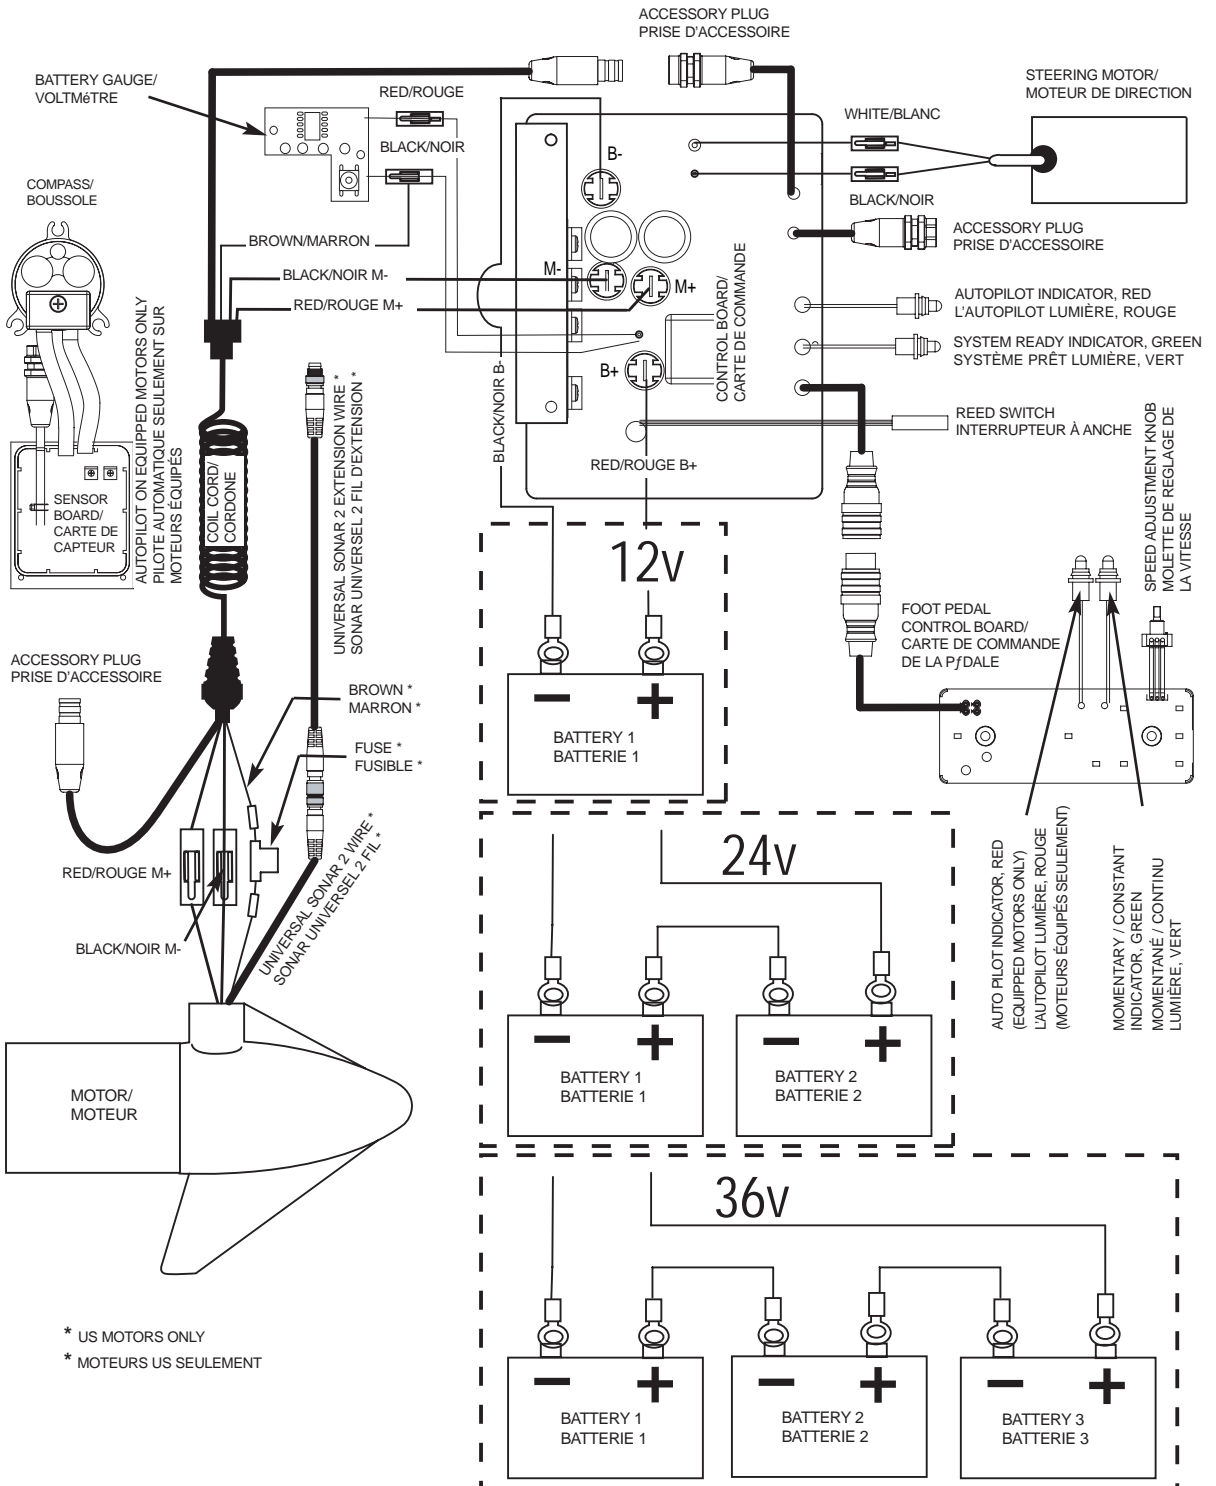 ACCESSORY PLUG
PRISE D'ACCESSOIRE
BATTERY GAUGE/
VOLTMéTRE
RED/ROUGE
BLACK/NOIR
STEERING MOTOR/
MOTEUR DE DIRECTION
WHITE/BLANC
BLACK/NOIR
B-
COMPASS/
BOUSSOLE
BROWN/MARRON
BLACK/NOIR M-
RED/ROUGE M+
M-
M+
B+
CONTROL BOARD/
CARTE DE COMMANDE
ACCESSORY PLUG
PRISE D'ACCESSOIRE
AUTOPILOT INDICATOR, RED
L'AUTOPILOT LUMIÈRE, ROUGE
SYSTEM READY INDICATOR, GREEN
SYSTÈME PRÊT LUMIÈRE, VERT
REED SWITCH
INTERRUPTEUR À ANCHE
BLACK/NOIR B-
RED/ROUGE B+
SENSOR
BOARD/
CARTE DE
CAPTEUR
AUTOPILOT ON EQUIPPED MOTORS ONLY
PILOTE AUTOMATIQUE SEULEMENT SUR
MOTEURS ÉQUIPÉS
COIL CORD/
CORDONE
UNIVERSAL SONAR 2 EXTENSION WIRE *
SONAR UNIVERSEL 2 FIL D'EXTENSION *
SPEED ADJUSTMENT KNOB
MOLETTE DE REGLAGE DE
LA VITESSE
FOOT PEDAL
CONTROL BOARD/
CARTE DE COMMANDE
DE LA PƒDALE
12v
BATTERY 1
BATTERIE 1
ACCESSORY PLUG
PRISE D'ACCESSOIRE
BROWN *
MARRON *
FUSE *
FUSIBLE *
RED/ROUGE M+
BLACK/NOIR M-
UNIVERSAL SONAR 2 WIRE *
SONAR UNIVERSEL 2 FIL *
AUTO PILOT INDICATOR, RED
(EQUIPPED MOTORS ONLY)
L'AUTOPILOT LUMIÈRE, ROUGE
(MOTEURS ÉQUIPÉS SEULEMENT)
MOMENTARY / CONSTANT
INDICATOR, GREEN
MOMENTANÉ / CONTINU
LUMIÈRE, VERT
24v
BATTERY 1
BATTERIE 1
BATTERY 2
BATTERIE 2
MOTOR/
MOTEUR
36v
BATTERY 1
BATTERIE 1
BATTERY 2
BATTERIE 2
BATTERY 3
BATTERIE 3
* US MOTORS ONLY
* MOTEURS US SEULEMENT